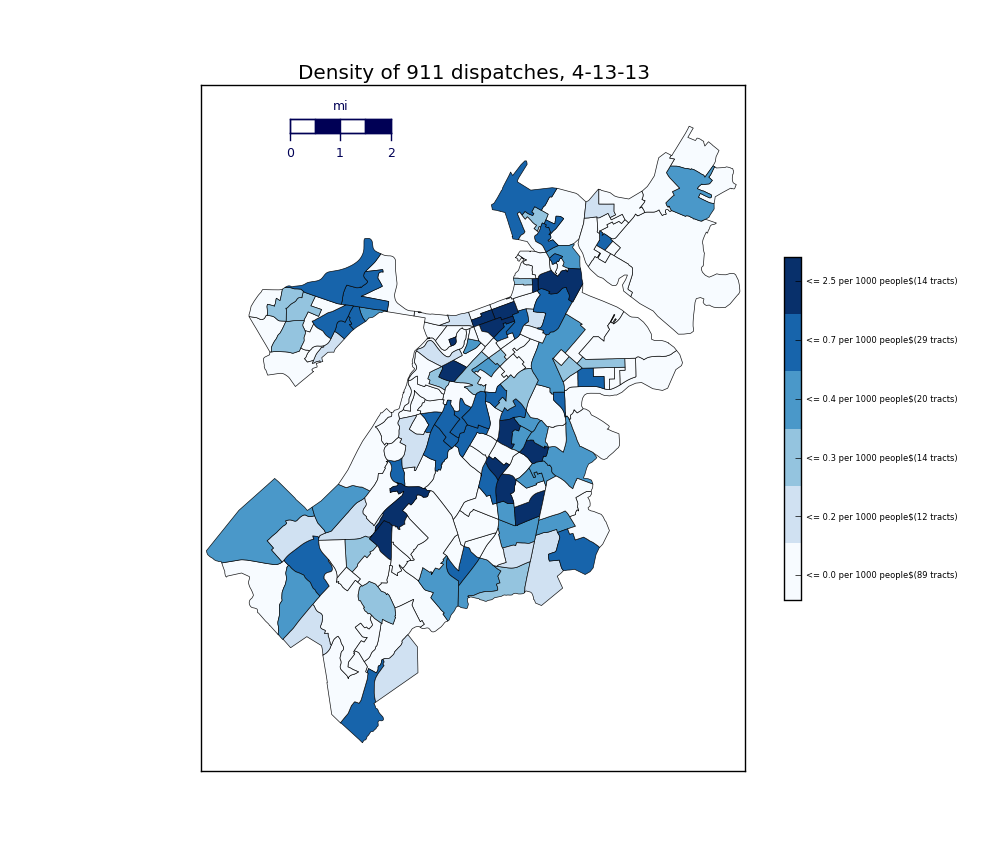 Density of 911 dispatches, 4-13-13
mi
0 1 2
<= 2.5 per 1000 people$(14 tracts)
<= 0.7 per 1000 people$(29 tracts)
<= 0.4 per 1000 people$(20 tracts)
<= 0.3 per 1000 people$(14 tracts)
<= 0.2 per 1000 people$(12 tracts)
<= 0.0 per 1000 people$(89 tracts)